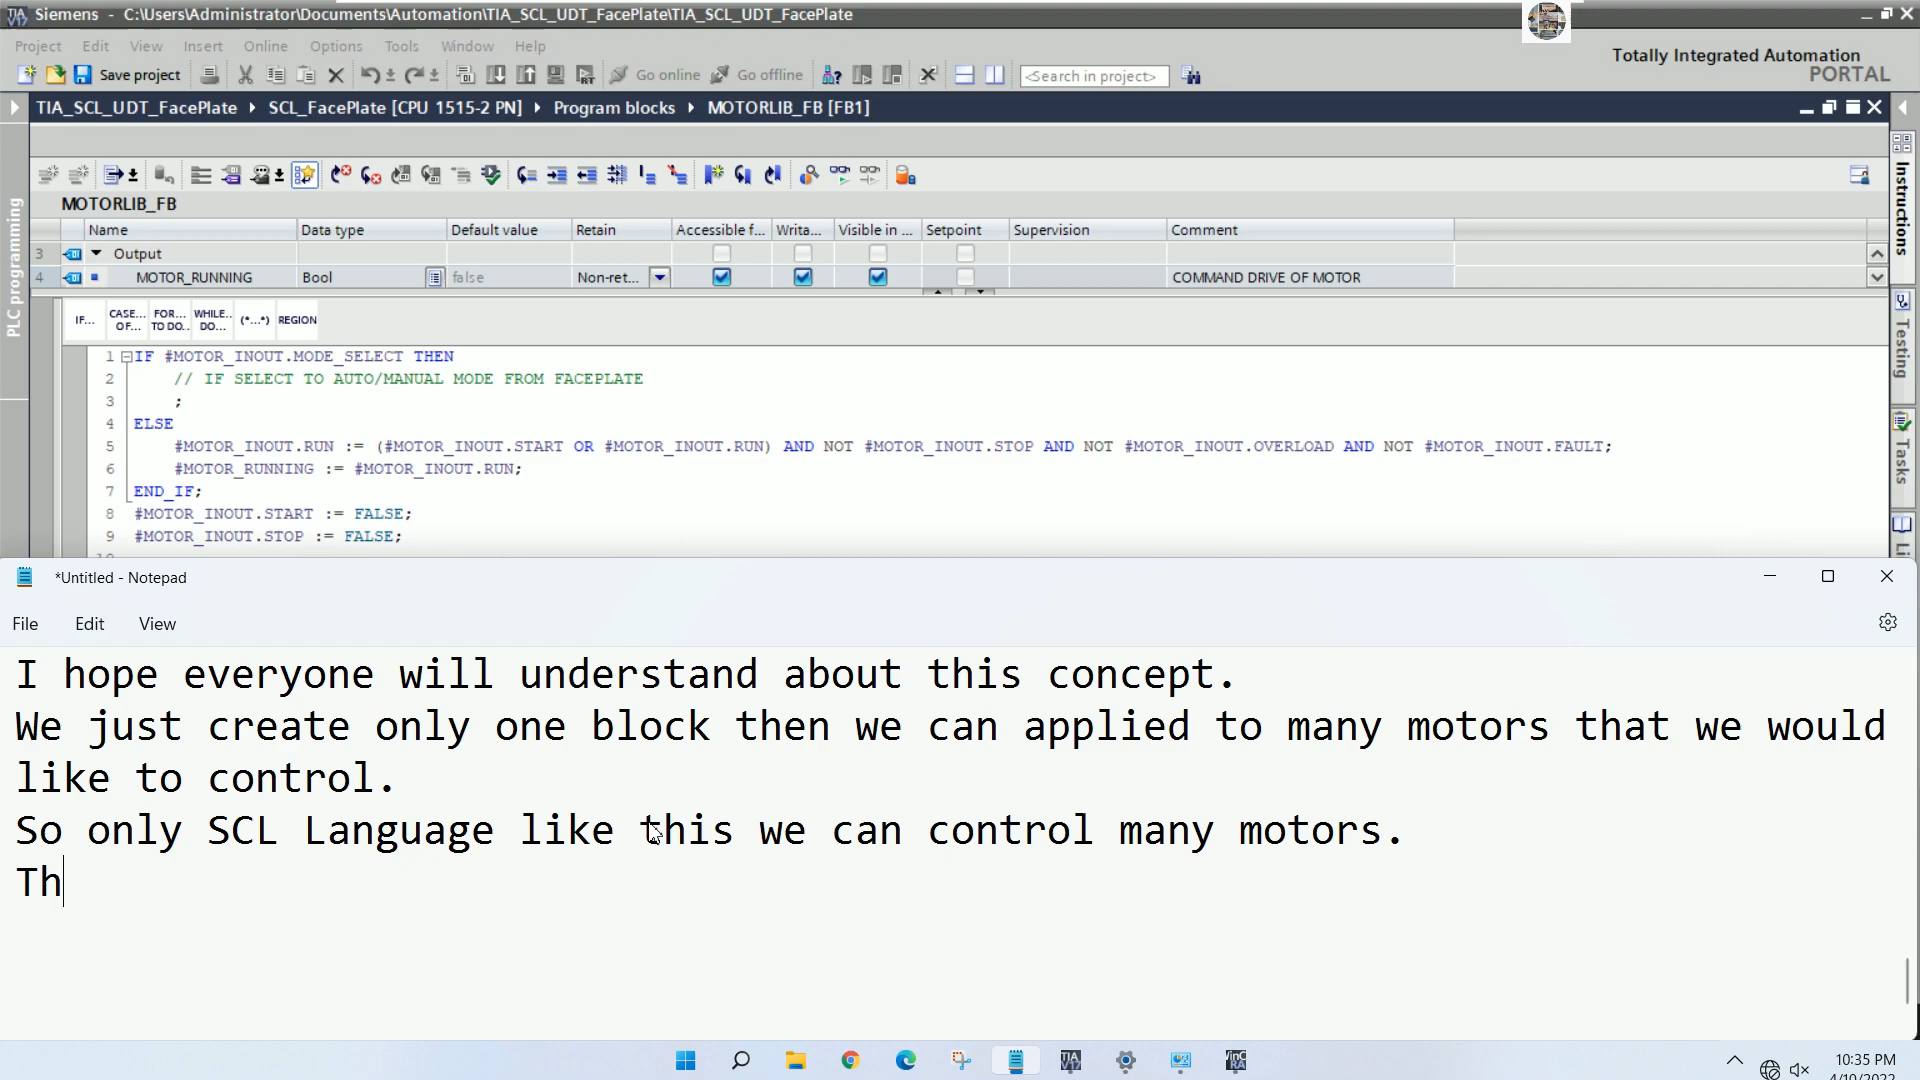 Siemens - C:\Users\Administrator\Documents\Automation\TIA_SCL_UDT_FacePlate\TIA_SCL_UDT_FacePlate
Project Edit View Insert Online Options Tools Window Help
Totally Integrated Automation
PORTAL
Save project Go online Go offline <Search in project>
TIA_SCL_UDT_FacePlate SCL_FacePlate [CPU 1515-2 PN] Program blocks MOTORLIB_FB [FB1]
PLC programming
Instructions
Testing
Tasks
MOTORLIB_FB
Name Data type Default value Retain Accessible f... Writa... Visible in ... Setpoint Supervision Comment
3 Output
4 MOTOR_RUNNING Bool false Non-ret... COMMAND DRIVE OF MOTOR
IF... CASE... OF... FOR... TO DO.. WHILE.. DO... (*...*) REGION
1 IF #MOTOR_INOUT.MODE_SELECT THEN
2 // IF SELECT TO AUTO/MANUAL MODE FROM FACEPLATE
3 ;
4 ELSE
5 #MOTOR_INOUT.RUN := (#MOTOR_INOUT.START OR #MOTOR_INOUT.RUN) AND NOT #MOTOR_INOUT.STOP AND NOT #MOTOR_INOUT.OVERLOAD AND NOT #MOTOR_INOUT.FAULT;
6 #MOTOR_RUNNING := #MOTOR_INOUT.RUN;
7 END_IF;
8 #MOTOR_INOUT.START := FALSE;
9 #MOTOR_INOUT.STOP := FALSE;
*Untitled - Notepad
File Edit View
I hope everyone will understand about this concept.
We just create only one block then we can applied to many motors that we would
like to control.
So only SCL Language like this we can control many motors.
Th
10:35 PM
4/10/2022